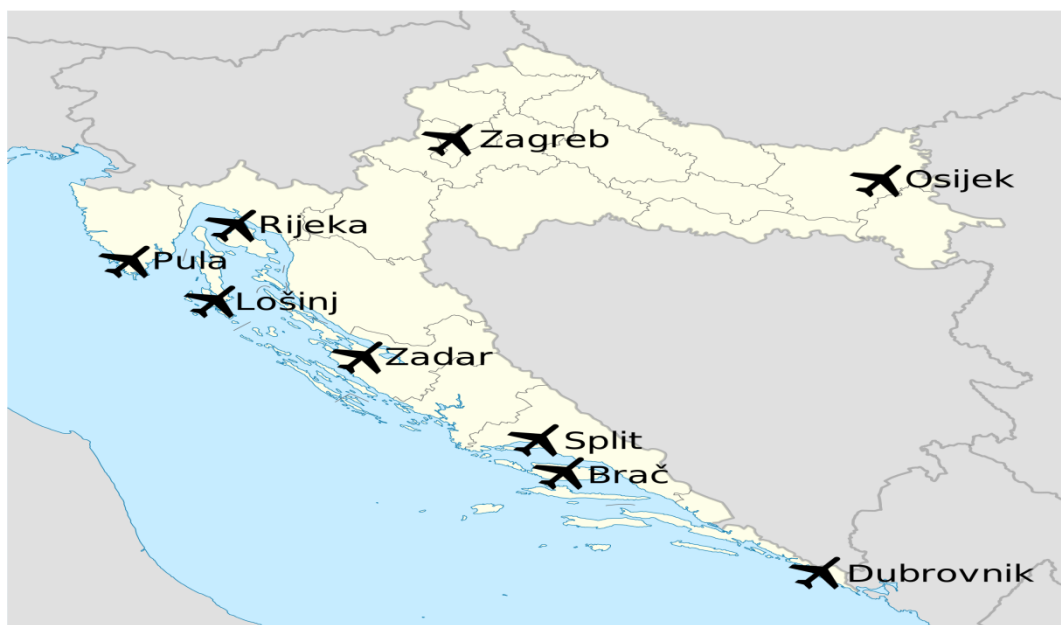 Zagreb
Osijek
Rijeka
Pula
Lošinj
Zadar
Split
Brač
Dubrovnik